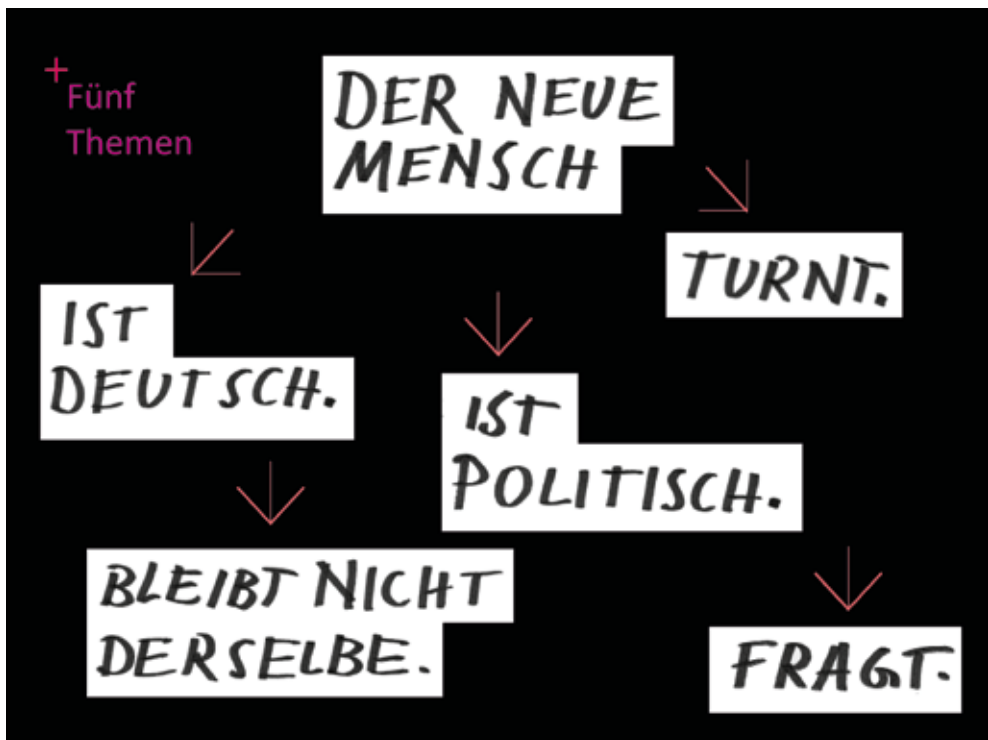 +
Fünf
Themen
DER NEUE
MENSCH
TURNT.
IST
DEUTSCH.
IST
POLITISCH.
BLEIBT NICHT
DERSELBE.
FRAGT.